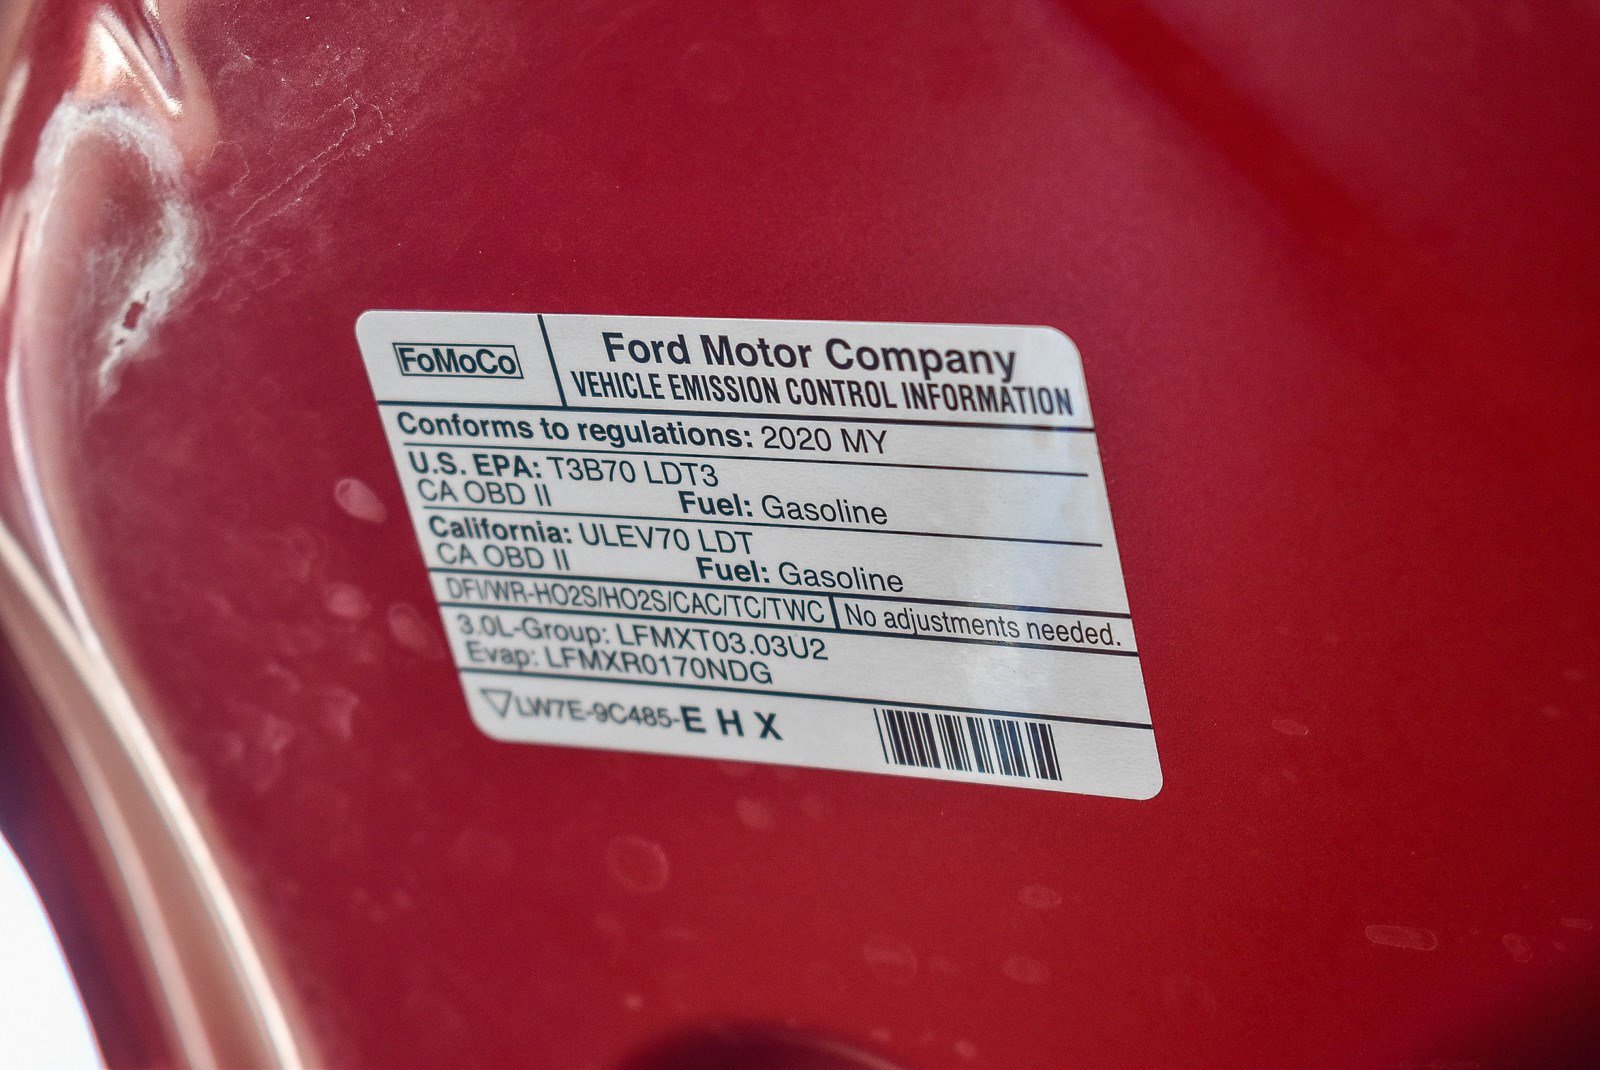 FoMoCo
Ford Motor Company
VEHICLE EMISSION CONTROL INFORMATION
Conforms to regulations: 2020 MY
U.S. EPA: T3B70 LDT3
CA OBD II Fuel: Gasoline
California: ULEV70 LDT
CA OBD II Fuel: Gasoline
DFI/WR-HO2S/HO2S/CAC/TC/TWC No adjustments needed.
3.0L-Group: LFMXT03.03U2
Evap: LFMXR0170NDG
LW7E-9C485-E H X